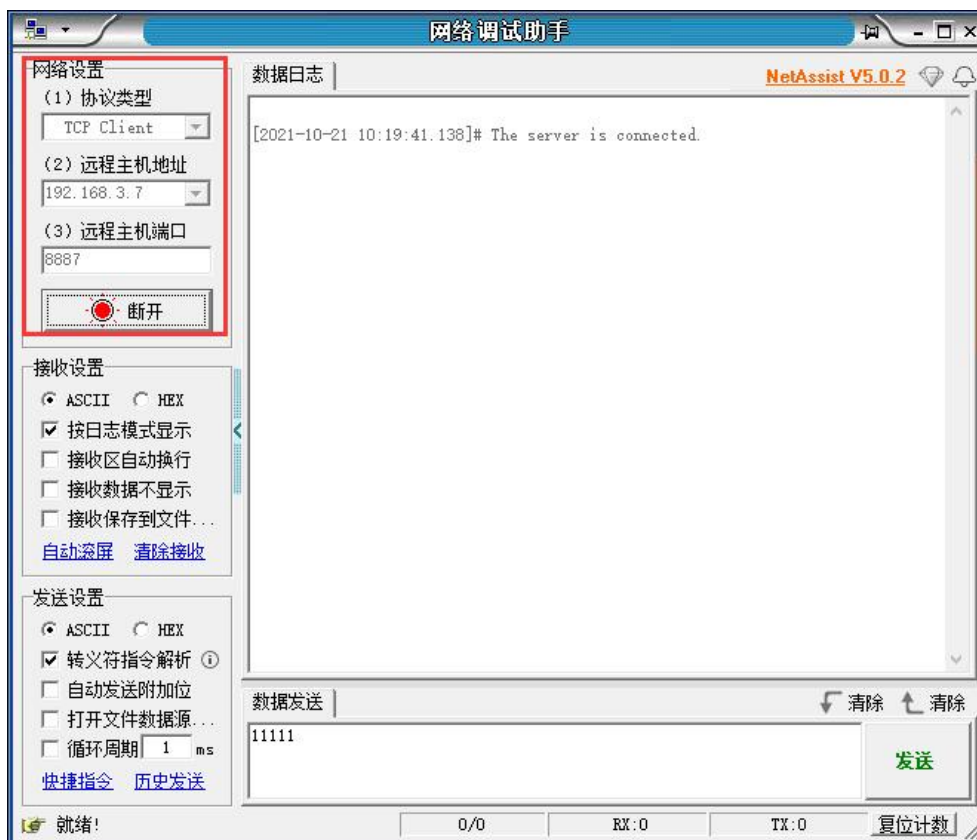 网络调试助手
网络设置
(1) 协议类型
TCP Client
(2) 远程主机地址
192.168.3.7
(3) 远程主机端口
8887
断开
接收设置
ASCII HEX
按日志模式显示
接收区自动换行
接收数据不显示
接收保存到文件...
自动滚屏 清除接收
发送设置
ASCII HEX
转义符指令解析
自动发送附加位
打开文件数据源...
循环周期 1 ms
快捷指令 历史发送
数据日志 NetAssist V5.0.2
[2021-10-21 10:19:41.138]# The server is connected.
数据发送 清除 清除
11111
发送
就绪! 0/0 RX:0 TX:0 复位计数